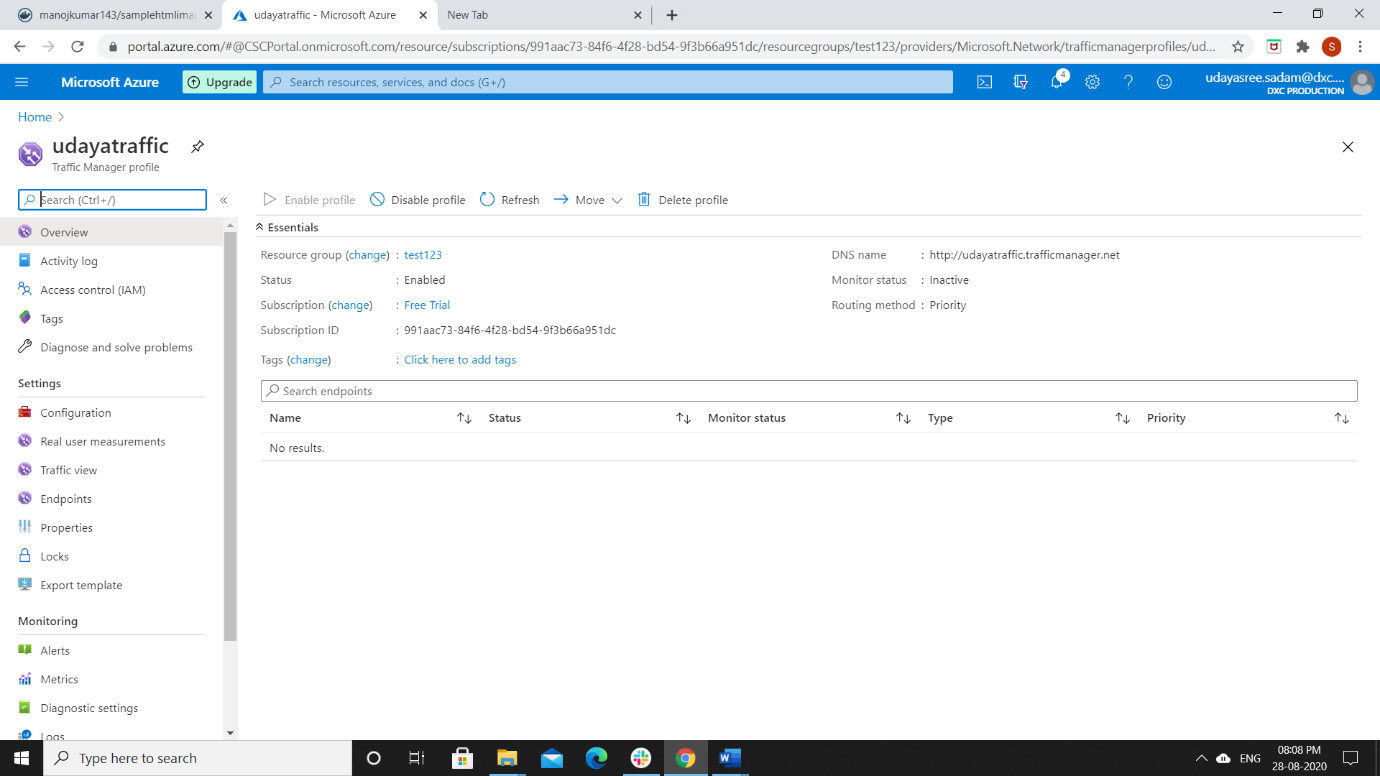 manojkumar143/samplehtmlima
udayatraffic - Microsoft Azure
New Tab
portal.azure.com/#@CSCPortal.onmicrosoft.com/resource/subscriptions/991aac73-84f6-4f28-bd54-9f3b66a951dc/resourcegroups/test123/providers/Microsoft.Network/trafficmanagerprofiles/ud...
S
Microsoft Azure
Upgrade
Search resources, services, and docs (G+/)
4
udayasree.sadam@dxc....
DXC PRODUCTION
Home
udayatraffic
Traffic Manager profile
Search (Ctrl+/)
«
Enable profile
Disable profile
Refresh
Move
Delete profile
Overview
Activity log
Access control (IAM)
Tags
Diagnose and solve problems
Settings
Configuration
Real user measurements
Traffic view
Endpoints
Properties
Locks
Export template
Monitoring
Alerts
Metrics
Diagnostic settings
Logs
Essentials
Resource group (change) : test123
Status : Enabled
Subscription (change) : Free Trial
Subscription ID : 991aac73-84f6-4f28-bd54-9f3b66a951dc
Tags (change) : Click here to add tags
DNS name : http://udayatraffic.trafficmanager.net
Monitor status : Inactive
Routing method : Priority
Search endpoints
Name Status Monitor status Type Priority
No results.
Type here to search
W
ENG
08:08 PM
28-08-2020